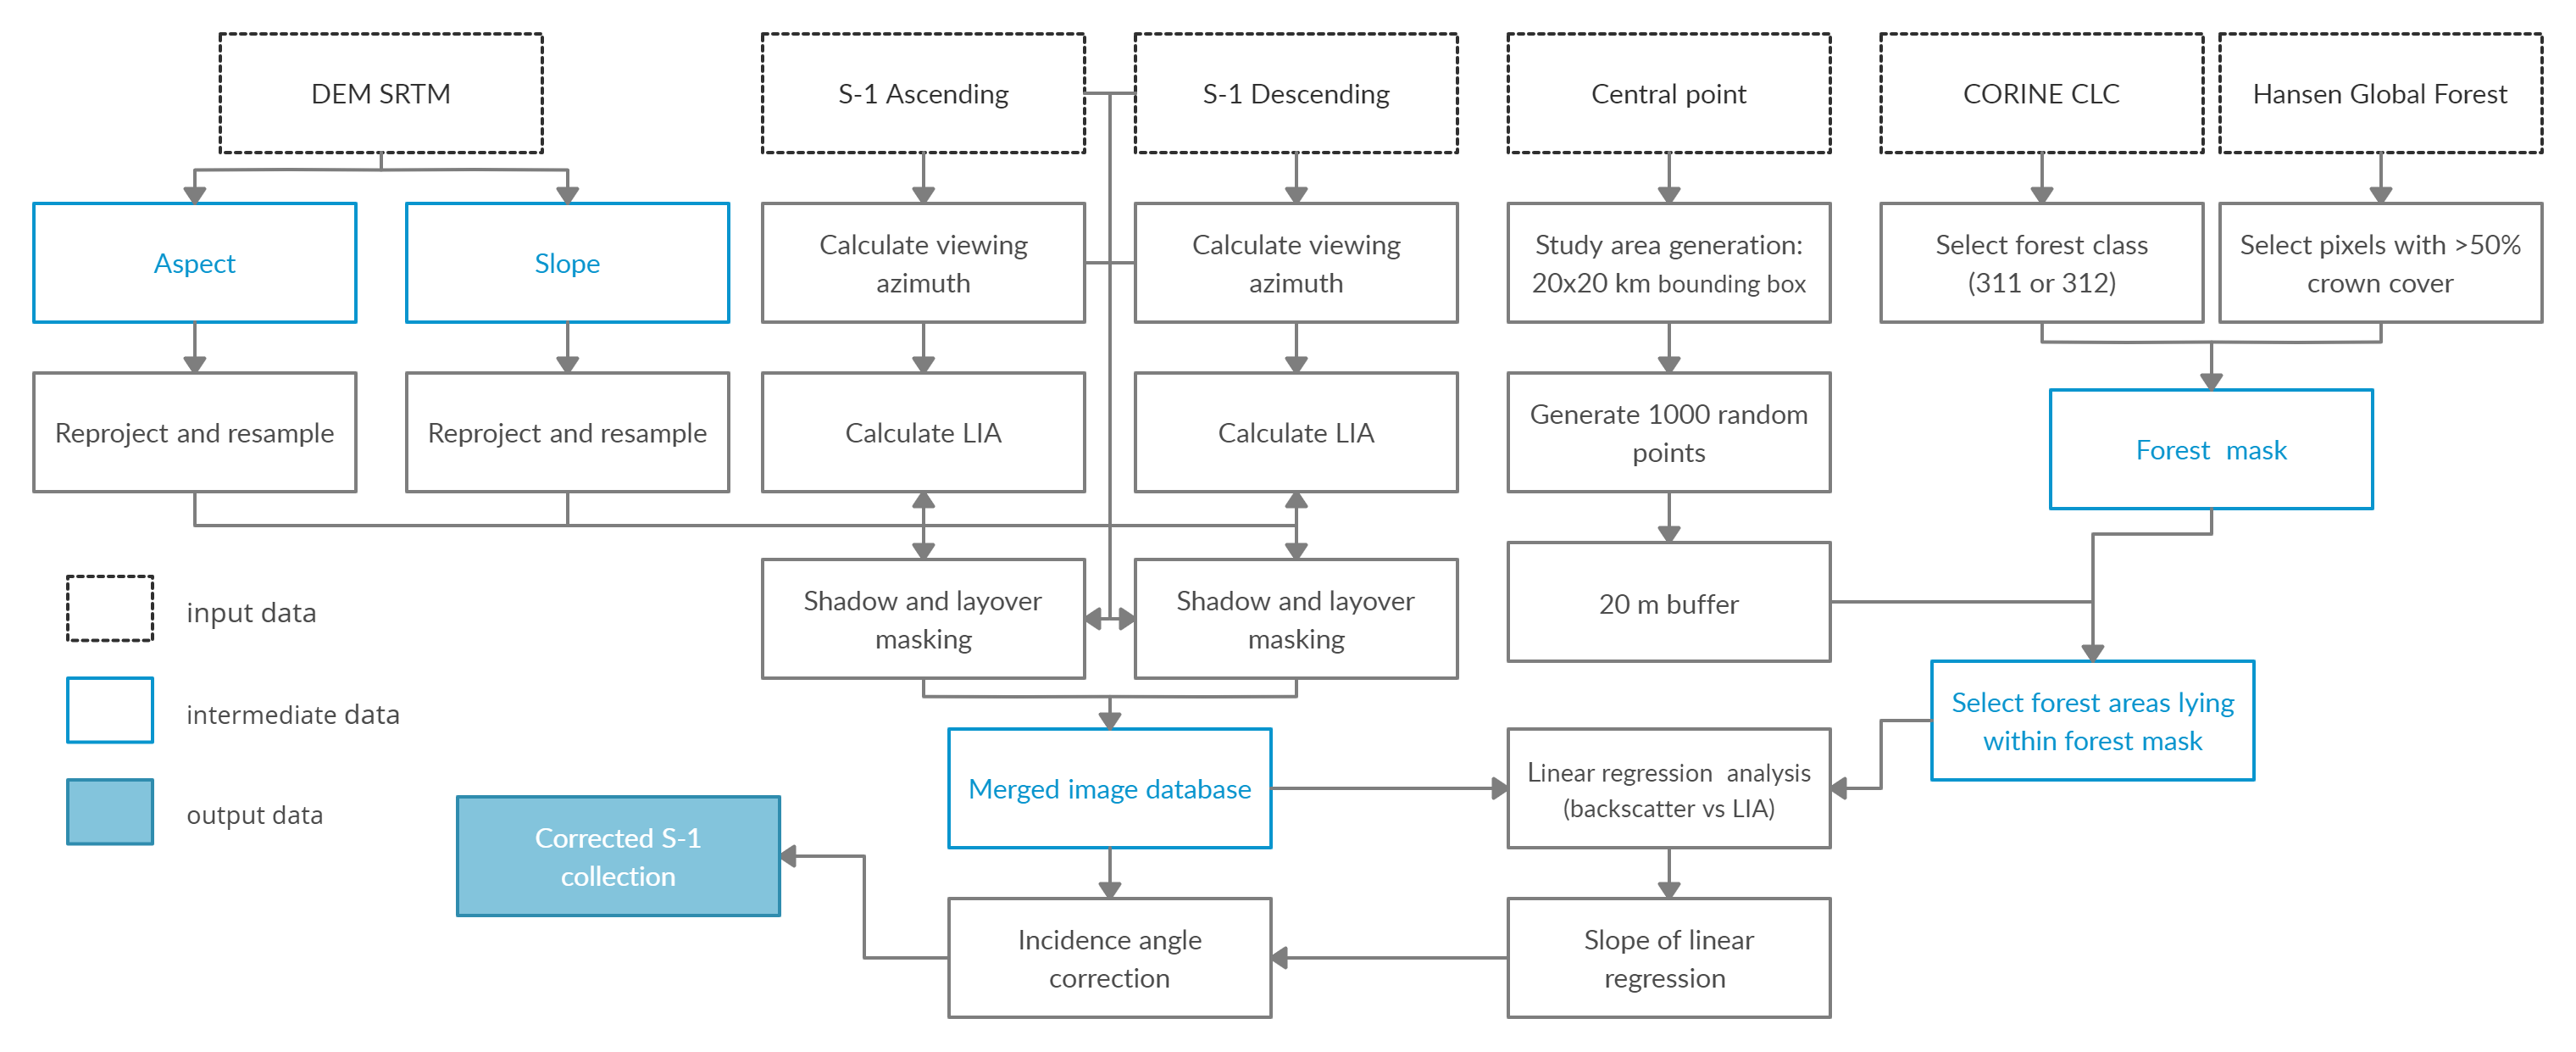 DEM SRTM
S-1 Ascending
S-1 Descending
Central point
CORINE CLC
Hansen Global Forest
Aspect
Slope
Calculate viewing
azimuth
Calculate viewing
azimuth
Study area generation:
20x20 km bounding box
Select forest class
(311 or 312)
Select pixels with >50%
crown cover
Reproject and resample
Reproject and resample
Calculate LIA
Calculate LIA
Generate 1000 random
points
Forest mask
Shadow and layover
masking
Shadow and layover
masking
20 m buffer
input data
intermediate data
output data
Select forest areas lying
within forest mask
Merged image database
Linear regression analysis
(backscatter vs LIA)
Corrected S-1
collection
Incidence angle
correction
Slope of linear
regression